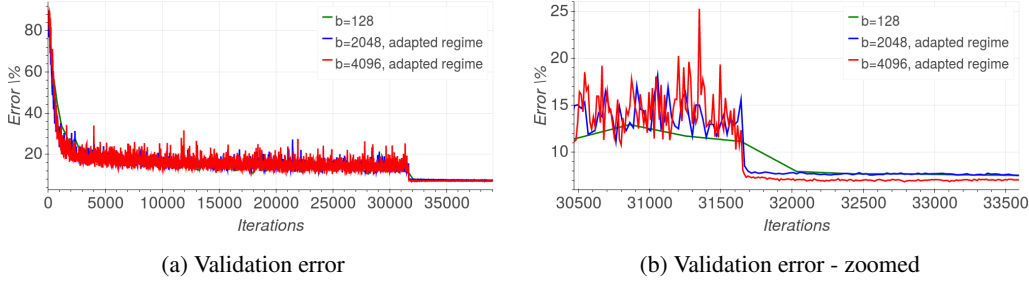 b=128
b=2048, adapted regime
b=4096, adapted regime
Error \%
80
60
40
20
0
5000
10000
15000
20000
25000
30000
35000
Iterations
(a) Validation error
b=128
b=2048, adapted regime
b=4096, adapted regime
Error \%
25
20
15
10
30500
31000
31500
32000
32500
33000
33500
Iterations
(b) Validation error - zoomed